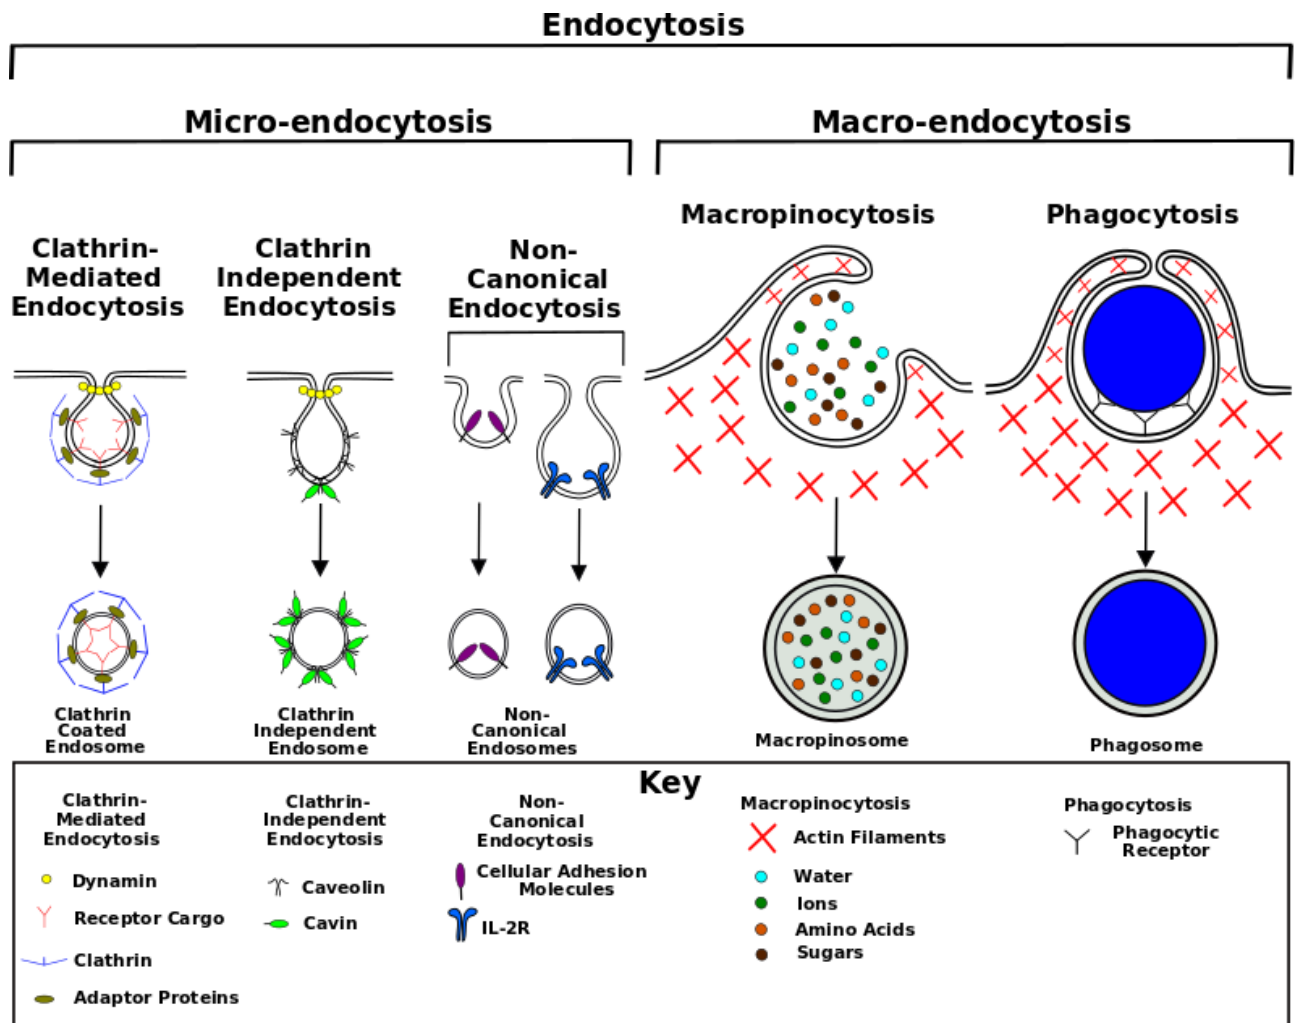 Endocytosis
Micro-endocytosis
Macro-endocytosis
Clathrin-
Mediated
Endocytosis
Clathrin
Independent
Endocytosis
Non-
Canonical
Endocytosis
Macropinocytosis
Phagocytosis
Clathrin
Coated
Endosome
Clathrin
Independent
Endosome
Non-
Canonical
Endosomes
Macropinosome
Phagosome
Key
Clathrin-
Mediated
Endocytosis
Dynamin
Receptor Cargo
Clathrin
Adaptor Proteins
Clathrin-
Independent
Endocytosis
Caveolin
Cavin
Non-
Canonical
Endocytosis
Cellular Adhesion
Molecules
IL-2R
Macropinocytosis
Actin Filaments
Water
Ions
Amino Acids
Sugars
Phagocytosis
Phagocytic
Receptor